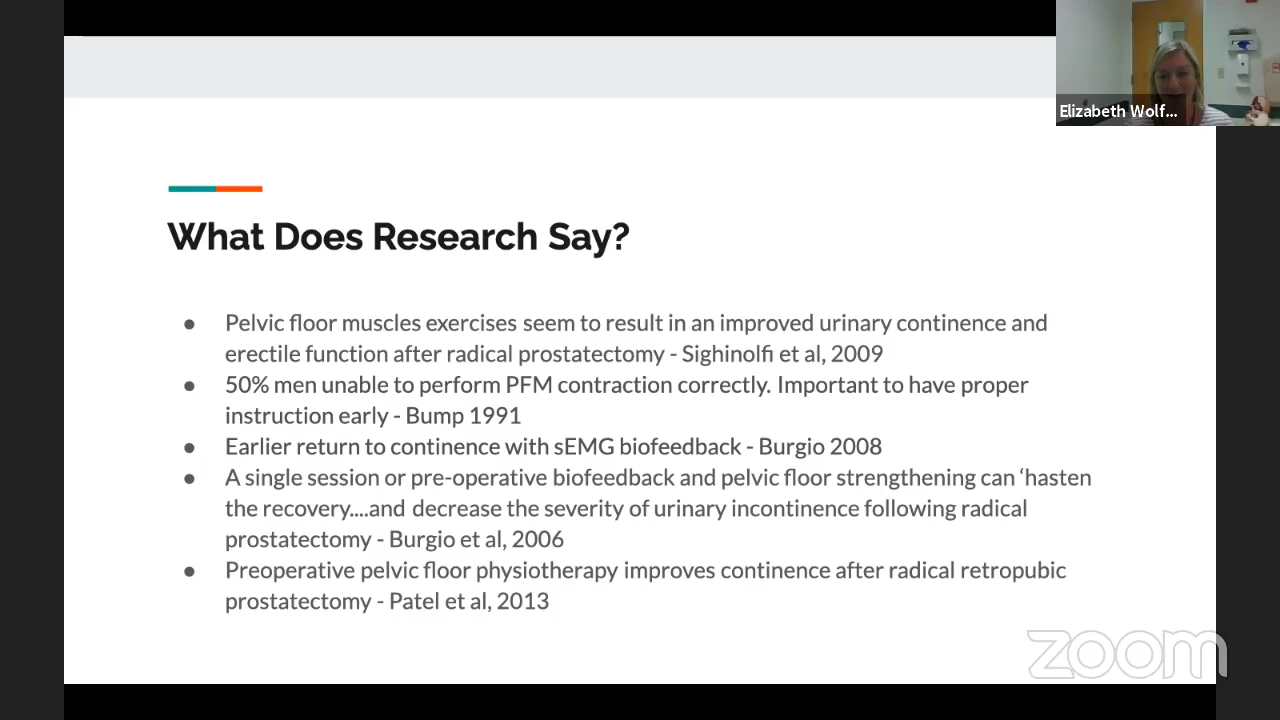 Elizabeth Wolf...
What Does Research Say?
● Pelvic floor muscles exercises seem to result in an improved urinary continence and
erectile function after radical prostatectomy - Sighinolfi et al, 2009
● 50% men unable to perform PFM contraction correctly. Important to have proper
instruction early - Bump 1991
● Earlier return to continence with sEMG biofeedback - Burgio 2008
● A single session or pre-operative biofeedback and pelvic floor strengthening can ‘hasten
the recovery....and decrease the severity of urinary incontinence following radical
prostatectomy - Burgio et al, 2006
● Preoperative pelvic floor physiotherapy improves continence after radical retropubic
prostatectomy - Patel et al, 2013
zoom